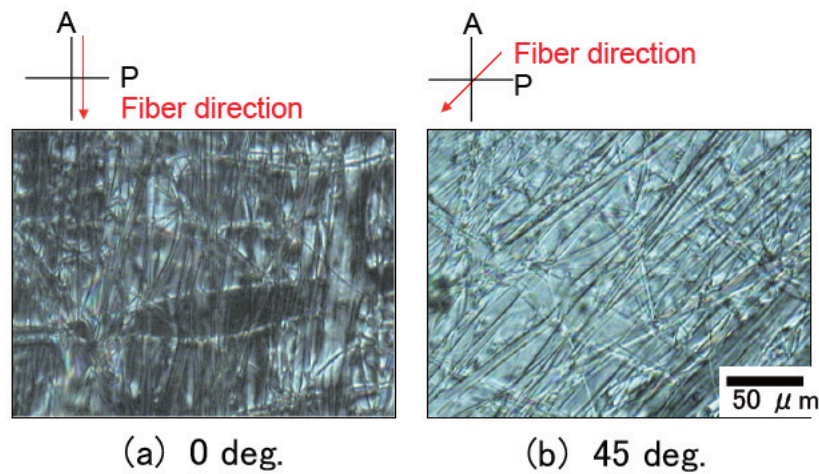 A
P
Fiber direction
A
Fiber direction
P
50 μm
(a) 0 deg.
(b) 45 deg.